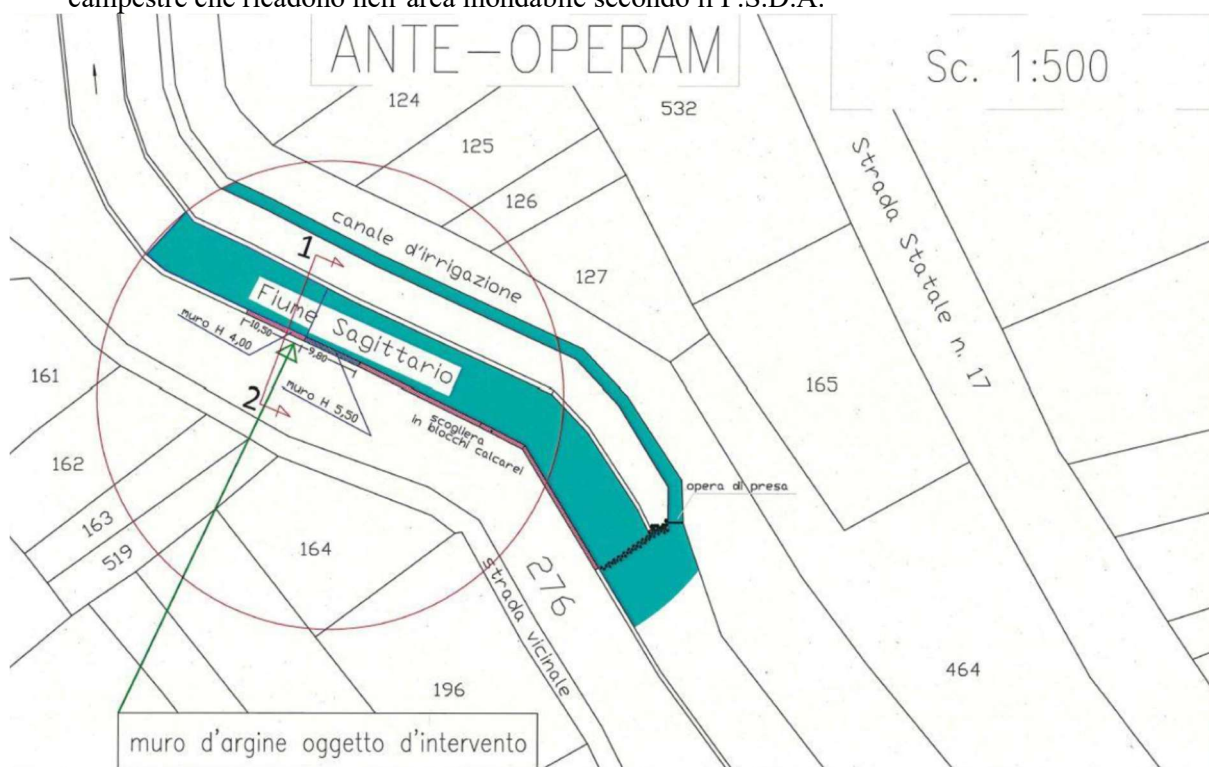 campestre che ricadono nell'area inondabile secondo il P.S.D.A.
ANTE-OPERAM
Sc. 1:500
124
532
125
126
127
Strada Statale n. 17
canale d'irrigazione
1
Fiume Sagittario
muro H 4,00
10,50
9,80
muro H 5,50
2
scogliera
in blocchi calcarei
161
165
162
opera di presa
163
519
164
276
strada vicinale
464
196
muro d'argine oggetto d'intervento